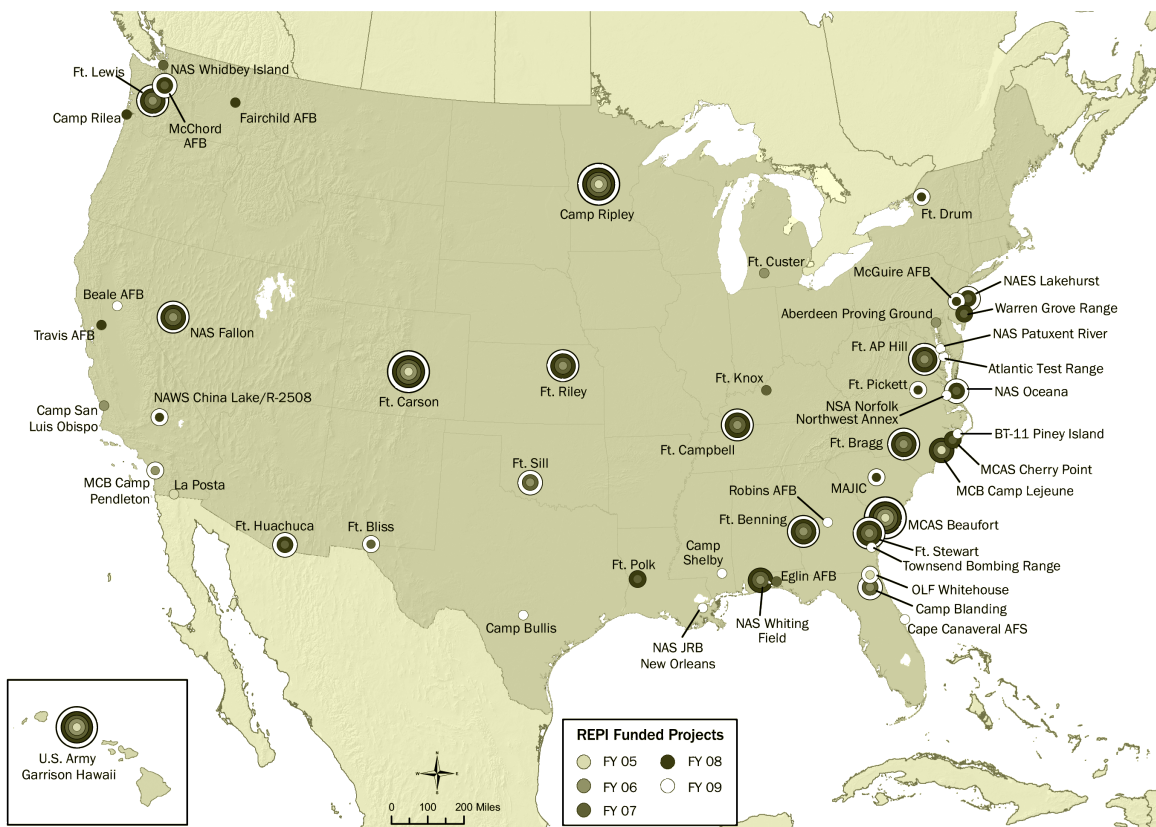 NAS Whidbey Island
Ft. Lewis
Camp Rilea
McChord
AFB
Fairchild AFB
Camp Ripley
Ft. Drum
Ft. Custer
McGuire AFB
NAES Lakehurst
Beale AFB
Warren Grove Range
Aberdeen Proving Ground
Travis AFB
NAS Fallon
NAS Patuxent River
Ft. AP Hill
Atlantic Test Range
Ft. Carson
Ft. Riley
Ft. Knox
Ft. Pickett
NAS Oceana
NAWS China Lake/R-2508
NSA Norfolk
Northwest Annex
Camp San
Luis Obispo
BT-11 Piney Island
Ft. Campbell
Ft. Bragg
MCAS Cherry Point
Ft. Sill
MCB Camp
Pendleton
La Posta
MAJIC
MCB Camp Lejeune
Robins AFB
Ft. Huachuca
Ft. Bliss
Ft. Benning
MCAS Beaufort
Camp
Shelby
Ft. Stewart
Townsend Bombing Range
Ft. Polk
Eglin AFB
OLF Whitehouse
Camp Blanding
Camp Bullis
NAS Whiting
Field
Cape Canaveral AFS
NAS JRB
New Orleans
U.S. Army
Garrison Hawaii
N
W
E
S
0 100 200 Miles
REPI Funded Projects
FY 05
FY 08
FY 06
FY 09
FY 07